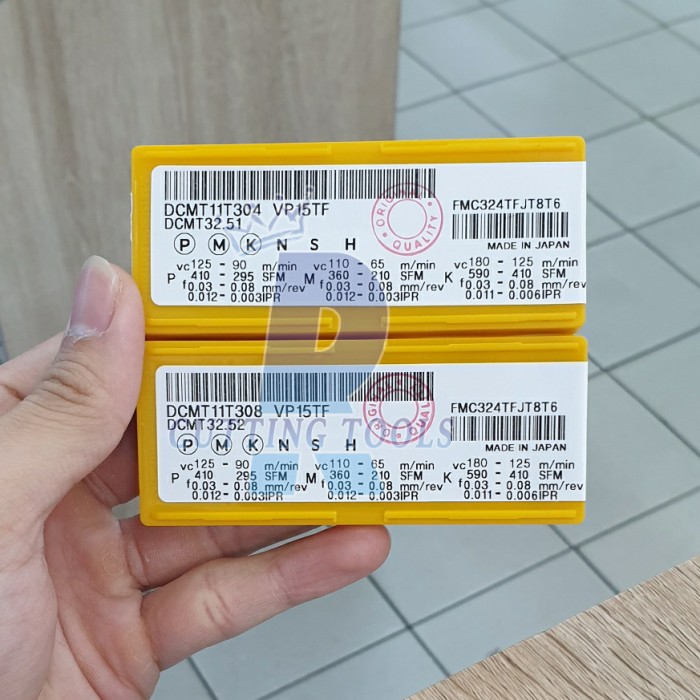 DCMT11T304 VP15TF
DCMT32.51
ORIGINAL QUALITY
FMC324TFJT8T6
MADE IN JAPAN
P M K N S H
P vc125 - 90 m/min M vc110 - 65 m/min K vc180 - 125 m/min
410 - 295 SFM 360 - 210 SFM 590 - 410 SFM
f0.03 - 0.08 mm/rev f0.03 - 0.08 mm/rev f0.03 - 0.08 mm/rev
0.012 - 0.003IPR 0.012 - 0.003IPR 0.011 - 0.006IPR
DCMT11T308 VP15TF
DCMT32.52
ORIGINAL QUALITY
FMC324TFJT8T6
MADE IN JAPAN
CUTTING TOOLS
P M K N S H
P vc125 - 90 m/min M vc110 - 65 m/min K vc180 - 125 m/min
410 - 295 SFM 360 - 210 SFM 590 - 410 SFM
f0.03 - 0.08 mm/rev f0.03 - 0.08 mm/rev f0.03 - 0.08 mm/rev
0.012 - 0.003IPR 0.012 - 0.003IPR 0.011 - 0.006IPR